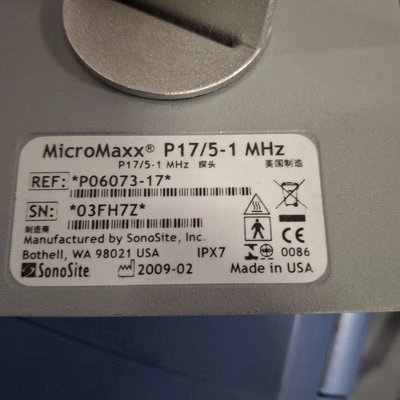 MicroMaxx® P17/5-1 MHz
P17/5-1 MHz 探头 美国制造
REF: *P06073-17*
SN: *03FH7Z*
制造商
Manufactured by SonoSite, Inc.
Bothell, WA 98021 USA IPX7 0086
SonoSite 2009-02 Made in USA